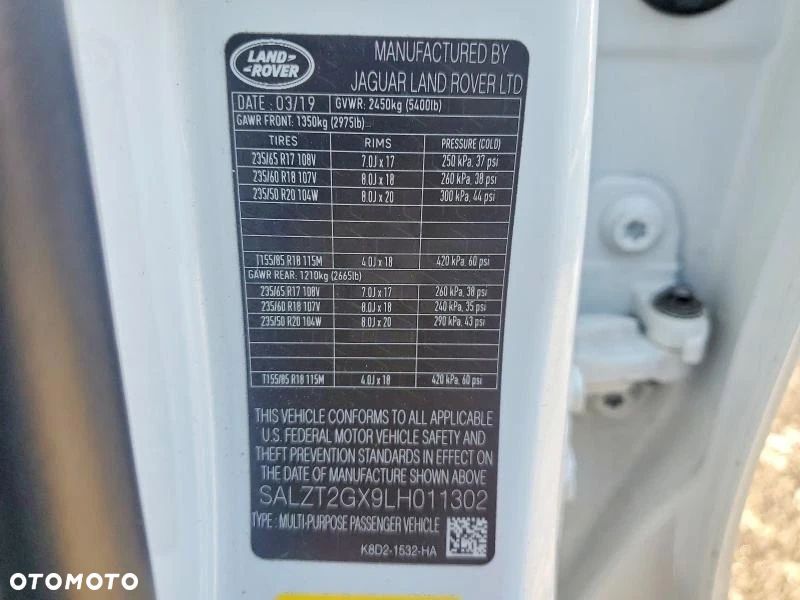 LAND-
ROVER
MANUFACTURED BY
JAGUAR LAND ROVER LTD
DATE : 03/19 GVWR: 2450kg (5400lb)
GAWR FRONT: 1350kg (2975lb)
TIRES RIMS PRESSURE (COLD)
235/65 R17 108V 7.0J x 17 250 kPa, 37 psi
235/60 R18 107V 8.0J x 18 260 kPa, 38 psi
235/50 R20 104W 8.0J x 20 300 kPa, 44 psi
T155/85 R18 115M 4.0J x 18 420 kPa, 60 psi
GAWR REAR: 1210kg (2665lb)
235/65 R17 108V 7.0J x 17 260 kPa, 38 psi
235/60 R18 107V 8.0J x 18 240 kPa, 35 psi
235/50 R20 104W 8.0J x 20 290 kPa, 43 psi
T155/85 R18 115M 4.0J x 18 420 kPa, 60 psi
THIS VEHICLE CONFORMS TO ALL APPLICABLE
U.S. FEDERAL MOTOR VEHICLE SAFETY AND
THEFT PREVENTION STANDARDS IN EFFECT ON
THE DATE OF MANUFACTURE SHOWN ABOVE
SALZT2GX9LH011302
TYPE : MULTI-PURPOSE PASSENGER VEHICLE
K8D2-1532-HA
OTOMOTO